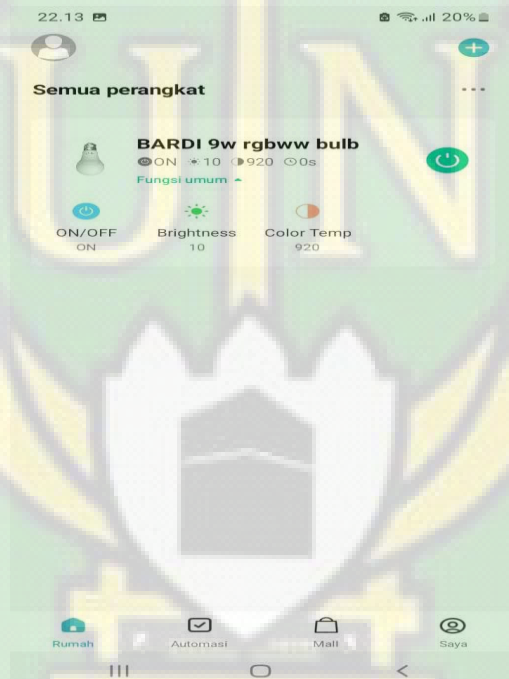 22.13 20%
Semua perangkat
BARDI 9w rgbww bulb
ON 10 920 0s
Fungsi umum
ON/OFF Brightness Color Temp
ON 10 920
UIN
Rumah Automasi Mall Saya